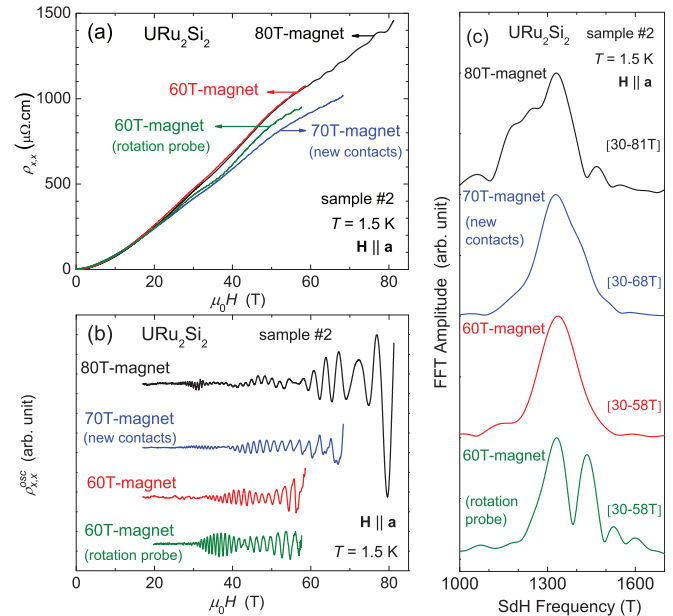 (a)
URu2Si2
80T-magnet
60T-magnet
60T-magnet
(rotation probe)
70T-magnet
(new contacts)
sample #2
T = 1.5 K
H || a
ρx,x (μΩ.cm)
1500
1000
500
0
0 20 40 60 80
μ0H (T)
(b)
URu2Si2
sample #2
80T-magnet
70T-magnet
(new contacts)
60T-magnet
60T-magnet
(rotation probe)
H || a
T = 1.5 K
ρx,x^osc (arb. unit)
0 20 40 60 80
μ0H (T)
(c)
URu2Si2
sample #2
T = 1.5 K
H || a
80T-magnet
[30-81T]
70T-magnet
(new contacts)
[30-68T]
60T-magnet
[30-58T]
60T-magnet
(rotation probe)
[30-58T]
FFT Amplitude (arb. unit)
1000 1300 1600
SdH Frequency (T)